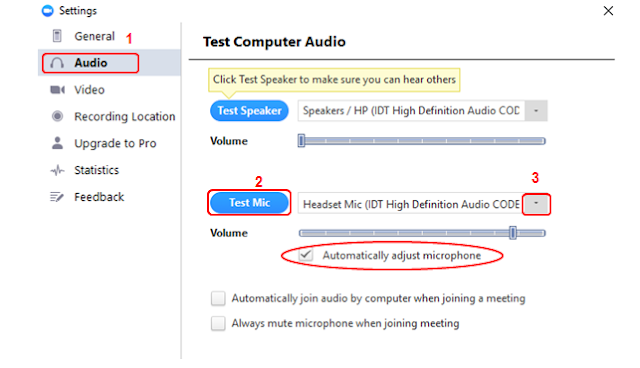 Settings
General 1
Audio
Video
Recording Location
Upgrade to Pro
Statistics
Feedback
Test Computer Audio
Click Test Speaker to make sure you can hear others
Test Speaker Speakers / HP (IDT High Definition Audio COD
Volume
2 3
Test Mic Headset Mic (IDT High Definition Audio CODE
Volume
Automatically adjust microphone
Automatically join audio by computer when joining a meeting
Always mute microphone when joining meeting